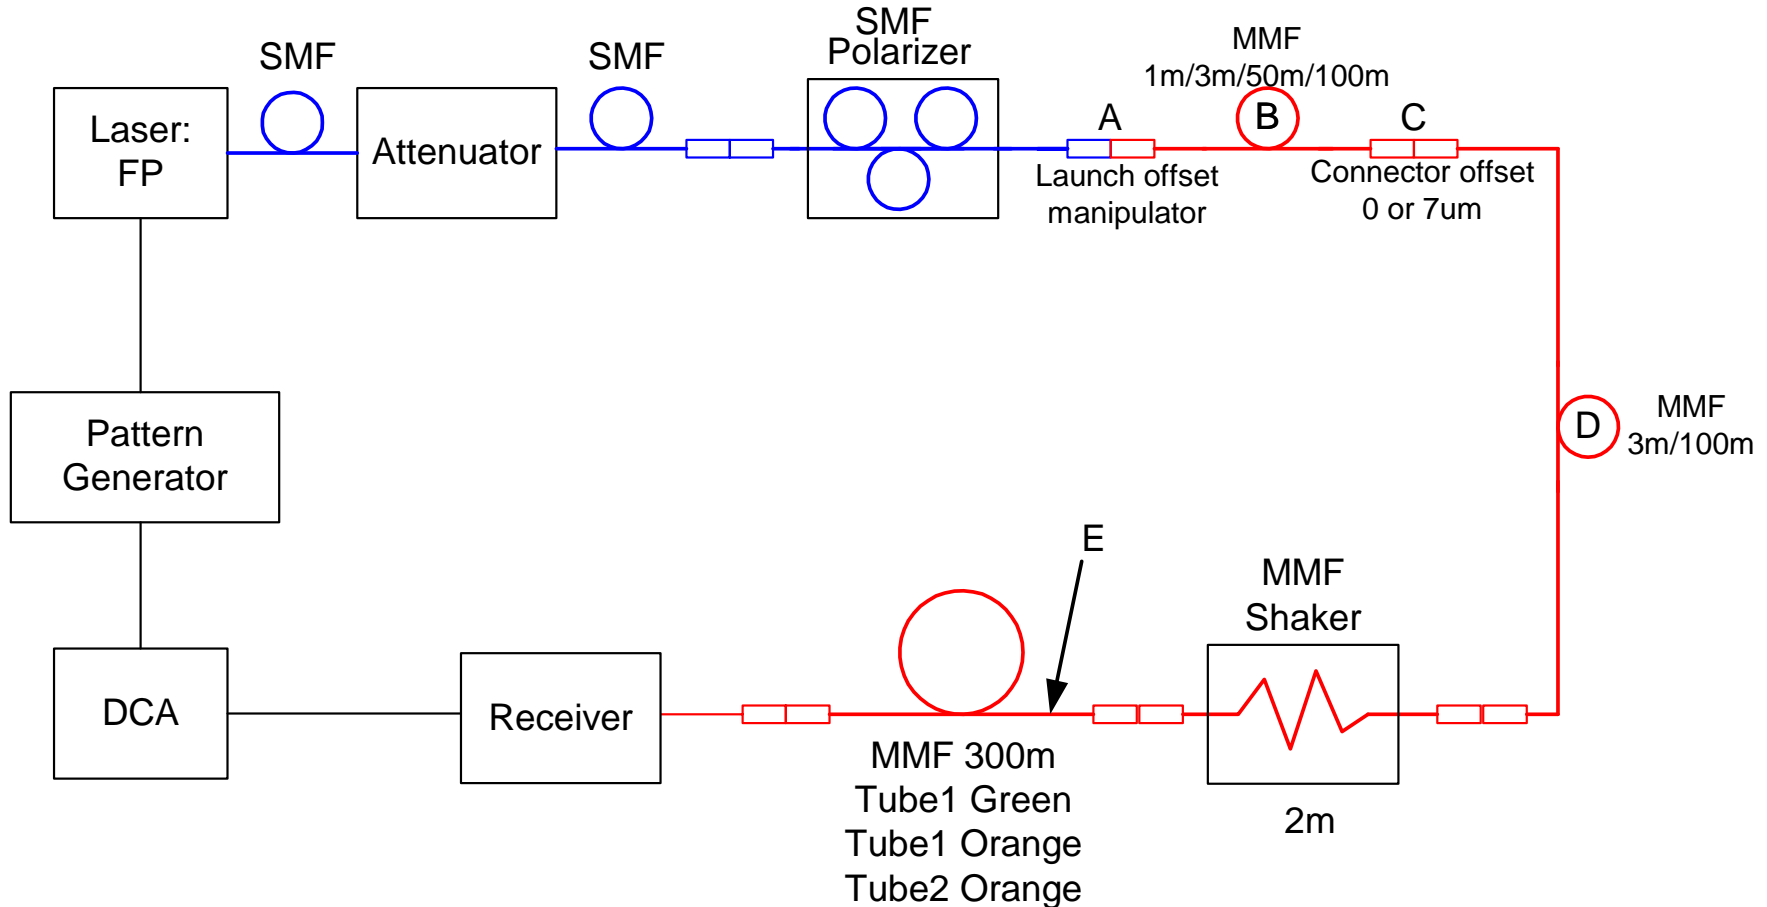 SMF
SMF
SMF
Polarizer
MMF
1m/3m/50m/100m
Laser:
FP
Attenuator
A
B
C
Launch offset
manipulator
Connector offset
0 or 7um
Pattern
Generator
D
MMF
3m/100m
E
MMF
Shaker
DCA
Receiver
MMF 300m
Tube1 Green
Tube1 Orange
Tube2 Orange
2m